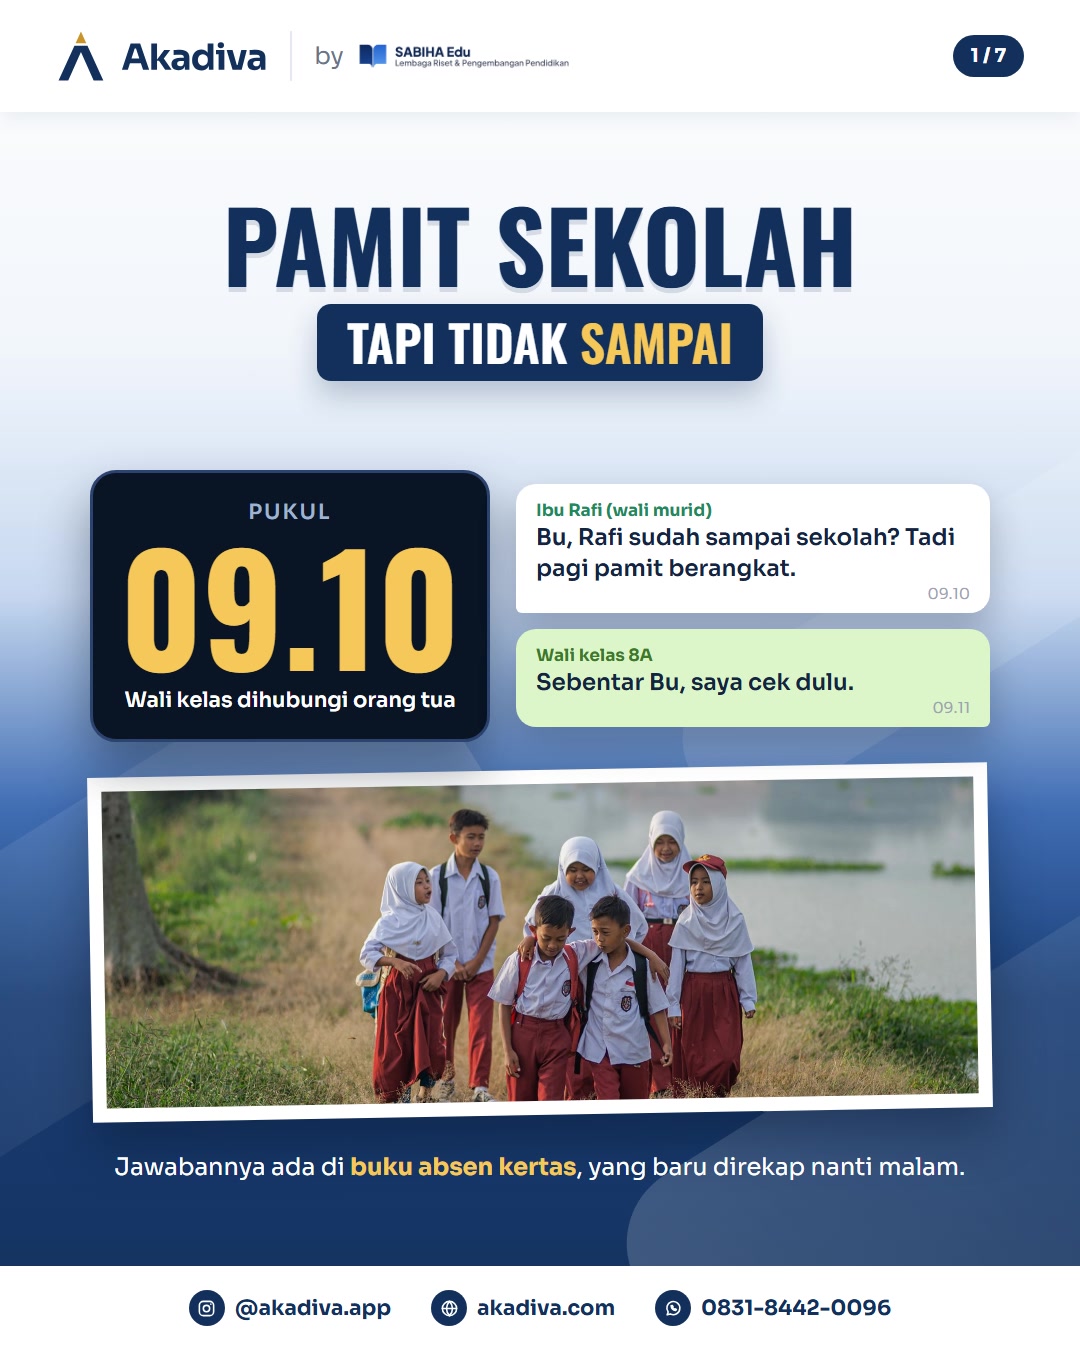 Akadiva
by
SABIHA Edu
Lembaga Riset & Pengembangan Pendidikan
1 / 7
PAMIT SEKOLAH
TAPI TIDAK SAMPAI
PUKUL
09.10
Wali kelas dihubungi orang tua
Ibu Rafi (wali murid)
Bu, Rafi sudah sampai sekolah? Tadi
pagi pamit berangkat.
09.10
Wali kelas 8A
Sebentar Bu, saya cek dulu.
09.11
Jawabannya ada di buku absen kertas, yang baru direkap nanti malam.
@akadiva.app
akadiva.com
0831-8442-0096